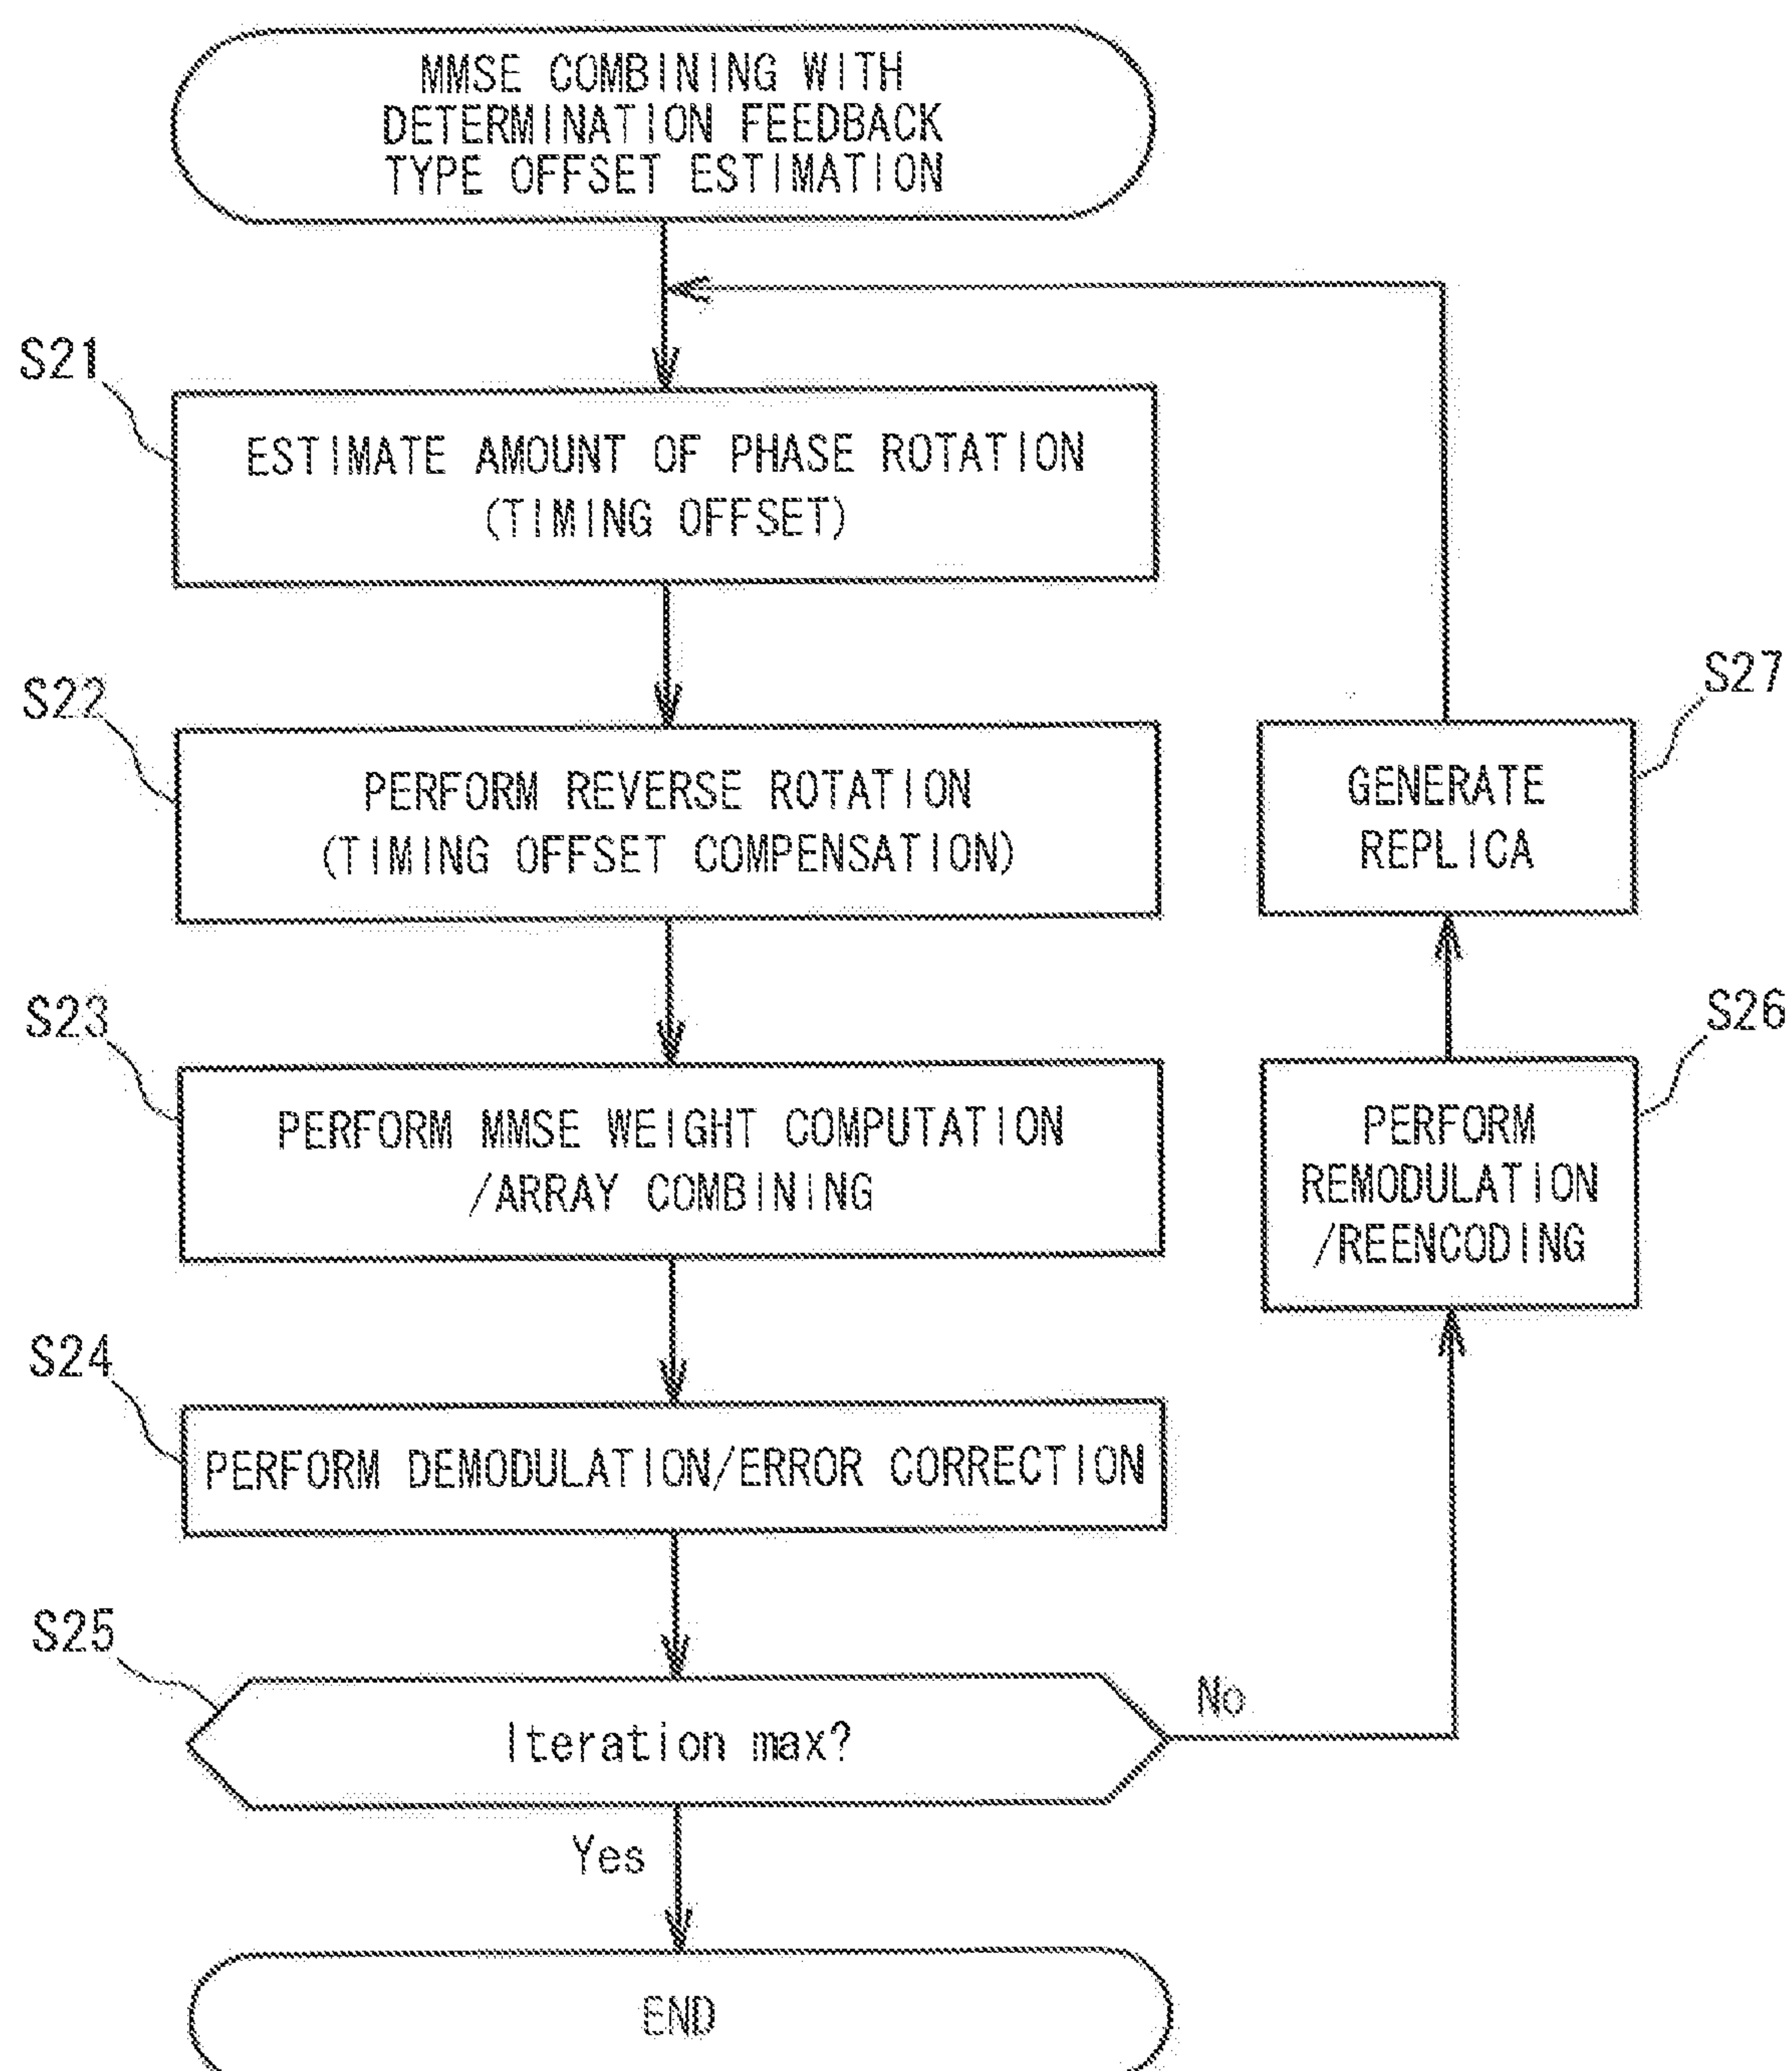 MMSE COMBINING WITH
DETERMINATION FEEDBACK
TYPE OFFSET ESTIMATION
S21
ESTIMATE AMOUNT OF PHASE ROTATION
(TIMING OFFSET)
S22
PERFORM REVERSE ROTATION
(TIMING OFFSET COMPENSATION)
S27
GENERATE
REPLICA
S23
PERFORM MMSE WEIGHT COMPUTATION
/ARRAY COMBINING
S26
PERFORM
REMODULATION
/REENCODING
S24
PERFORM DEMODULATION/ERROR CORRECTION
S25
Iteration max?
No
Yes
END